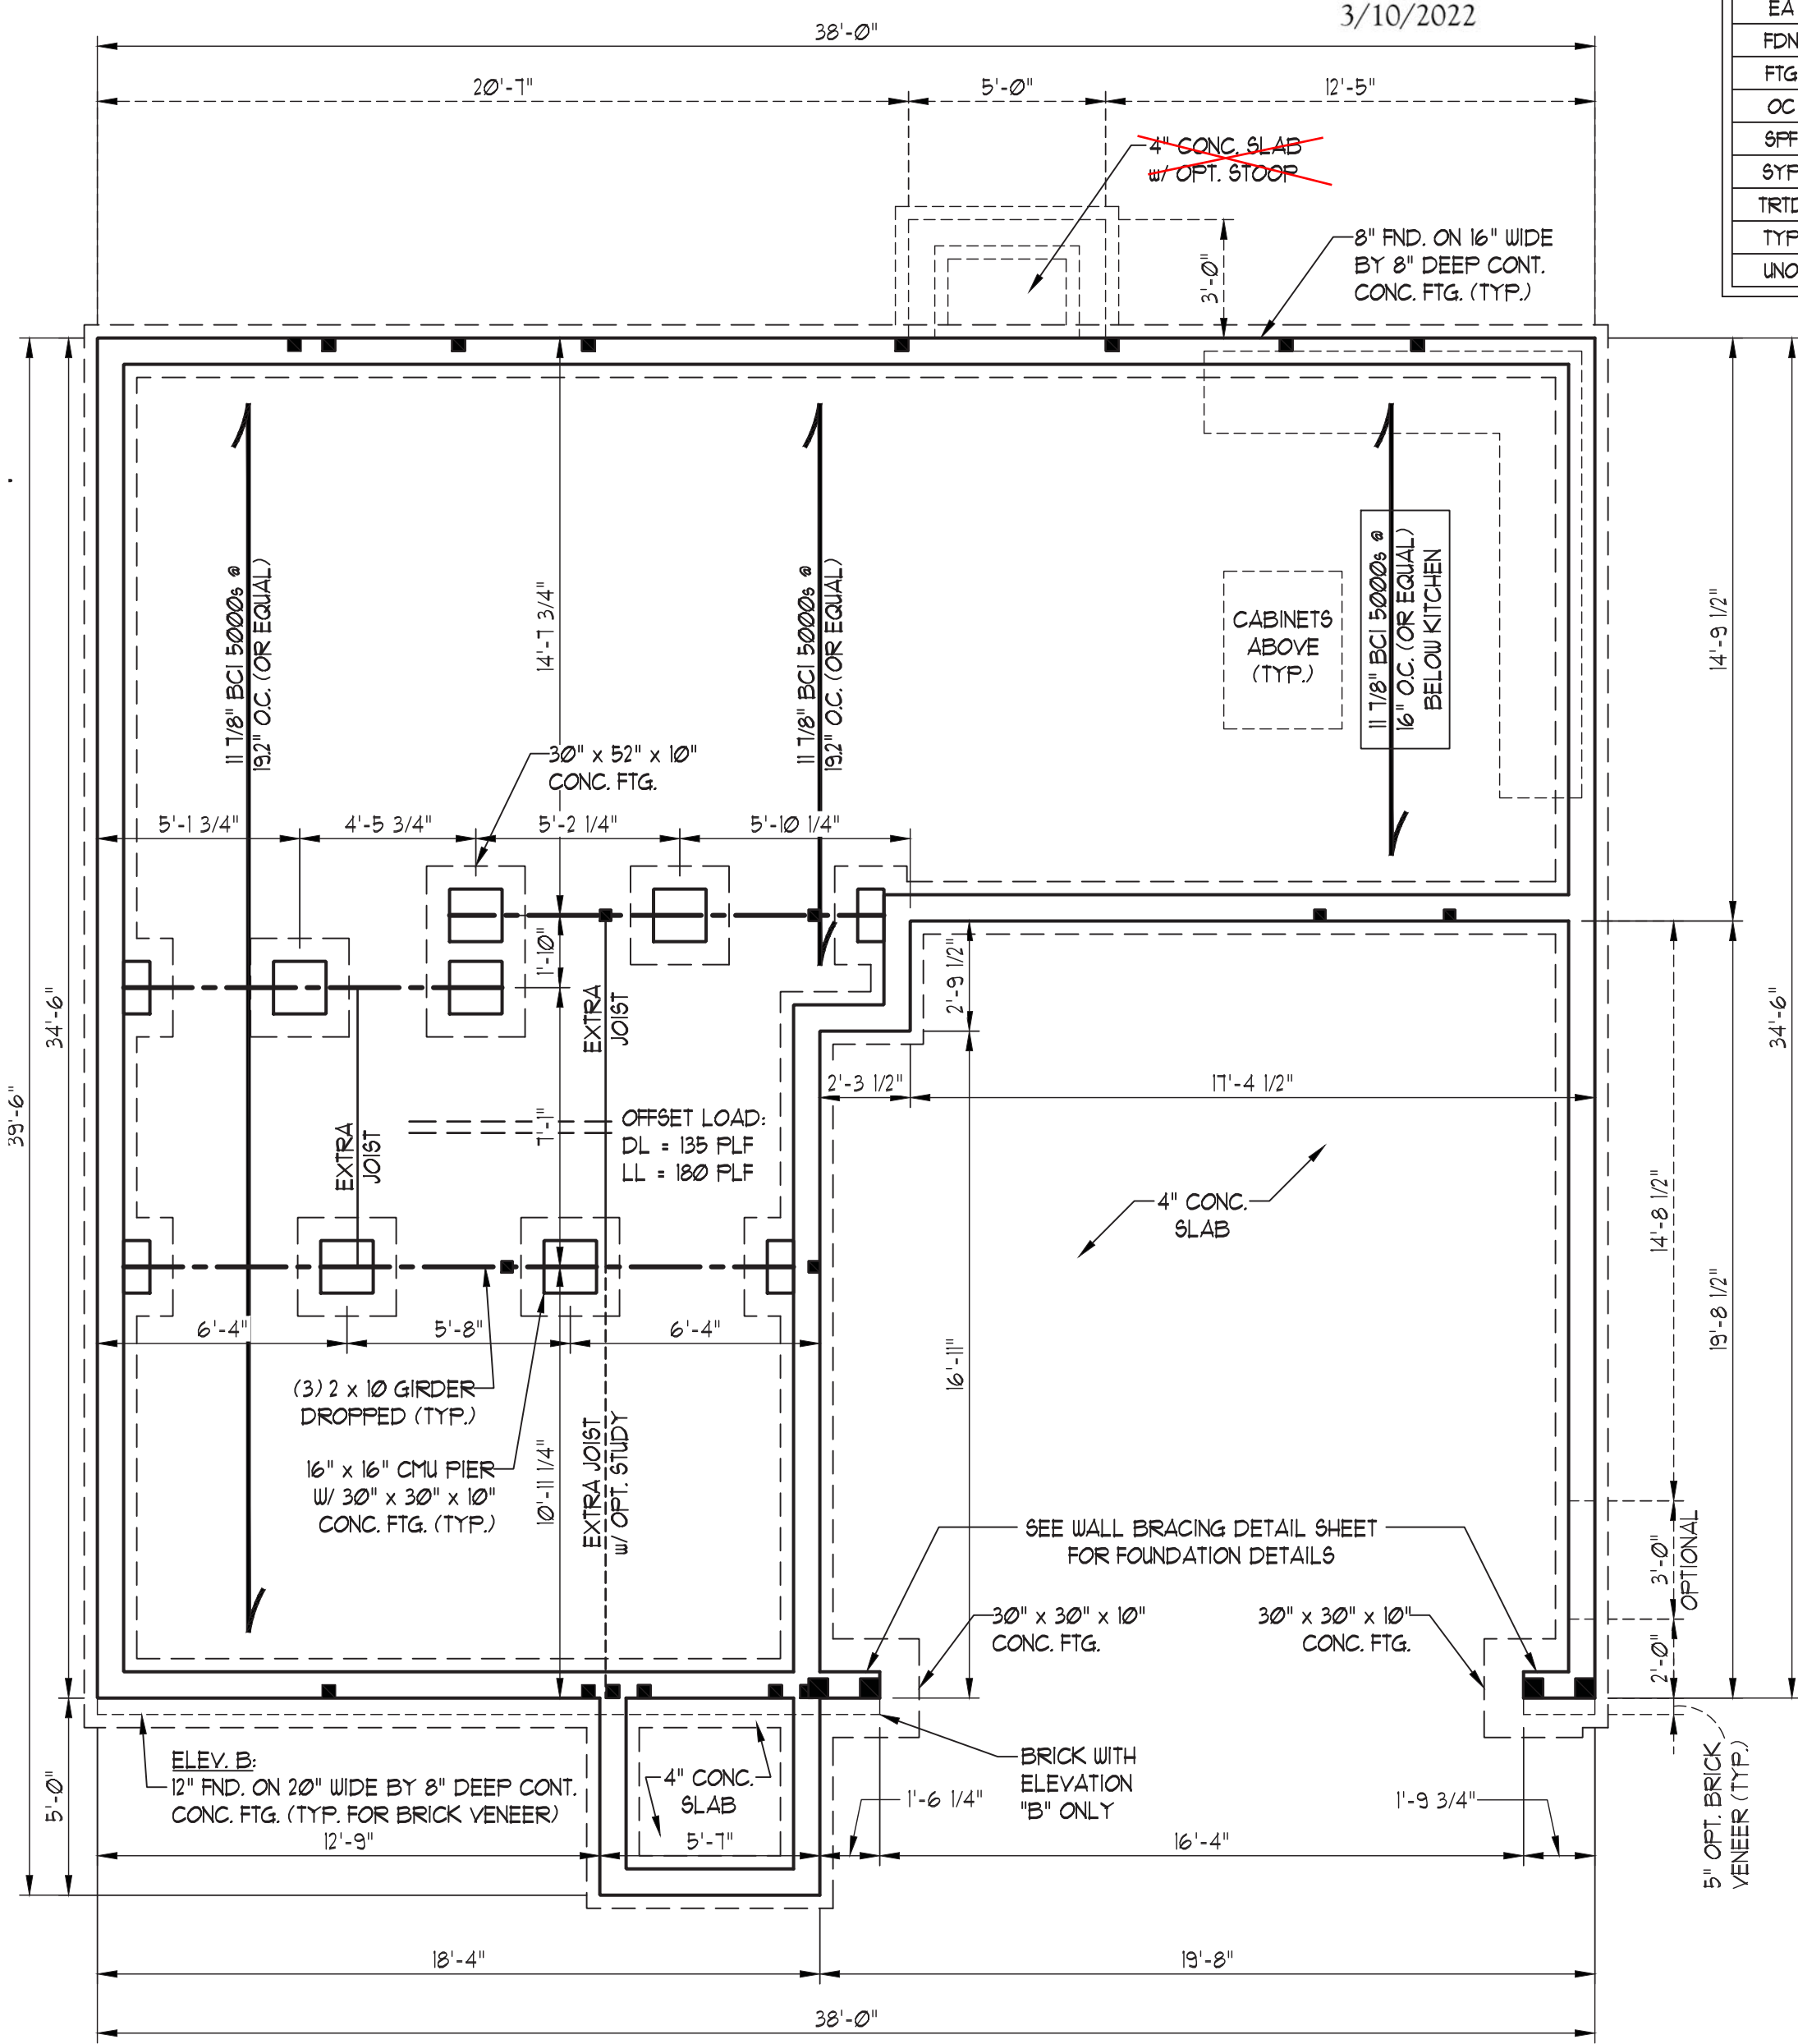 3/10/2022
EA
FDN
FTG
OC
SPF
SYP
TRTD
TYP
UNO
38'-0"
20'-7"
5'-0"
12'-5"
4" CONC. SLAB
w/ OPT. STOOP
3'-0"
8" FND. ON 16" WIDE
BY 8" DEEP CONT.
CONC. FTG. (TYP.)
11 7/8" BCI 5000s @
19.2" O.C. (OR EQUAL)
14'-7 3/4"
11 7/8" BCI 5000s @
19.2" O.C. (OR EQUAL)
CABINETS
ABOVE
(TYP.)
11 7/8" BCI 5000s @
16" O.C. (OR EQUAL)
BELOW KITCHEN
14'-9 1/2"
30" x 52" x 10"
CONC. FTG.
5'-1 3/4"
4'-5 3/4"
5'-2 1/4"
5'-10 1/4"
1'-10"
2'-9 1/2"
34'-6"
34'-6"
39'-6"
EXTRA
JOIST
2'-3 1/2"
17'-4 1/2"
EXTRA
JOIST
7'-1"
OFFSET LOAD:
DL = 135 PLF
LL = 180 PLF
4" CONC.
SLAB
14'-8 1/2"
19'-8 1/2"
6'-4"
5'-8"
6'-4"
16'-11"
(3) 2 x 10 GIRDER
DROPPED (TYP.)
16" x 16" CMU PIER
W/ 30" x 30" x 10"
CONC. FTG. (TYP.)
10'-11 1/4"
EXTRA JOIST
w/ OPT. STUDY
SEE WALL BRACING DETAIL SHEET
FOR FOUNDATION DETAILS
3'-0"
OPTIONAL
30" x 30" x 10"
CONC. FTG.
30" x 30" x 10"
CONC. FTG.
2'-0"
ELEV. B:
12" FND. ON 20" WIDE BY 8" DEEP CONT.
CONC. FTG. (TYP. FOR BRICK VENEER)
4" CONC.
SLAB
BRICK WITH
ELEVATION
"B" ONLY
5" OPT. BRICK
VENEER (TYP.)
5'-0"
1'-6 1/4"
1'-9 3/4"
12'-9"
5'-7"
16'-4"
18'-4"
19'-8"
38'-0"